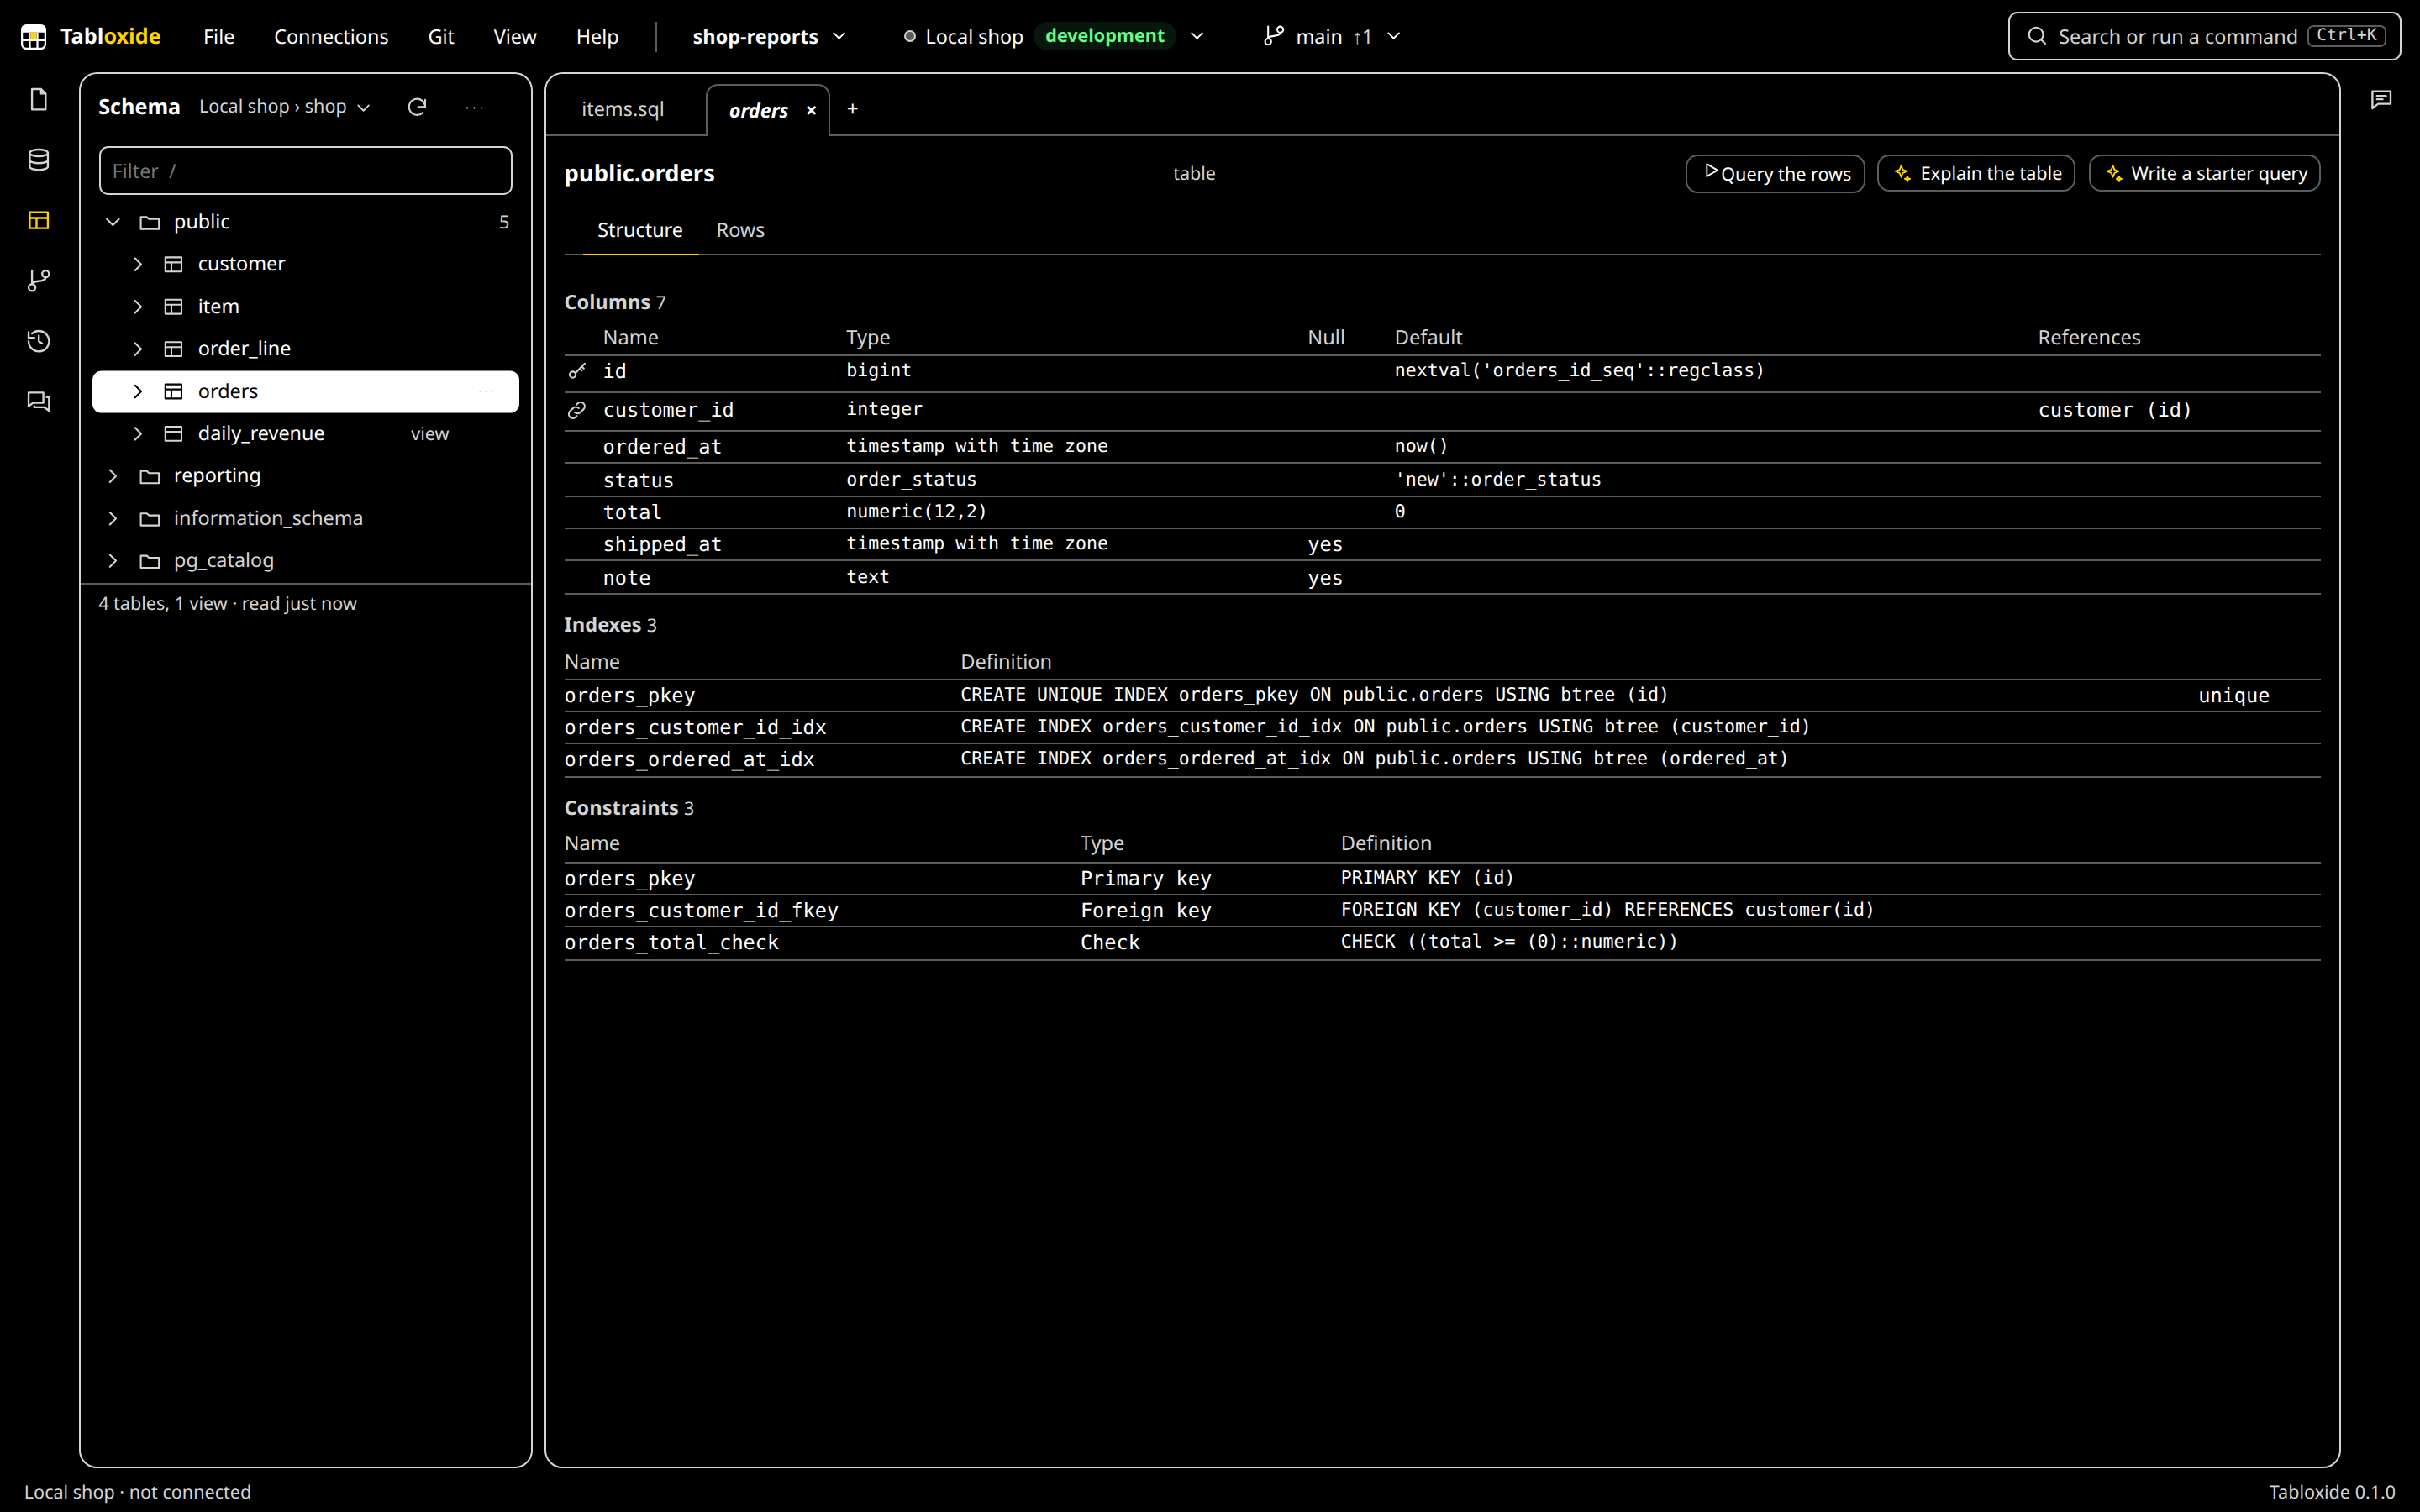 Tabloxide File Connections Git View Help shop-reports Local shop development main ↑1 Search or run a command Ctrl+K
Schema Local shop › shop ···
Filter /
public 5
customer
item
order_line
orders ···
daily_revenue view
reporting
information_schema
pg_catalog
4 tables, 1 view · read just now
items.sql orders × +
public.orders table Query the rows Explain the table Write a starter query
Structure Rows
Columns 7
Name Type Null Default References
id bigint nextval('orders_id_seq'::regclass)
customer_id integer customer (id)
ordered_at timestamp with time zone now()
status order_status 'new'::order_status
total numeric(12,2) 0
shipped_at timestamp with time zone yes
note text yes
Indexes 3
Name Definition
orders_pkey CREATE UNIQUE INDEX orders_pkey ON public.orders USING btree (id) unique
orders_customer_id_idx CREATE INDEX orders_customer_id_idx ON public.orders USING btree (customer_id)
orders_ordered_at_idx CREATE INDEX orders_ordered_at_idx ON public.orders USING btree (ordered_at)
Constraints 3
Name Type Definition
orders_pkey Primary key PRIMARY KEY (id)
orders_customer_id_fkey Foreign key FOREIGN KEY (customer_id) REFERENCES customer(id)
orders_total_check Check CHECK ((total >= (0)::numeric))
Local shop · not connected Tabloxide 0.1.0